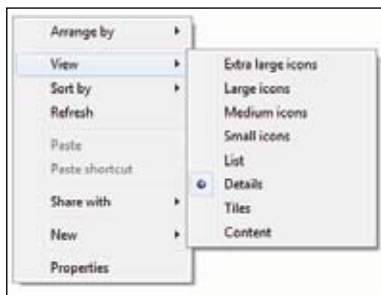 Arrange by
View
Sort by
Refresh
Paste
Paste shortcut
Share with
New
Properties
Extra large icons
Large icons
Medium icons
Small icons
List
Details
Tiles
Content